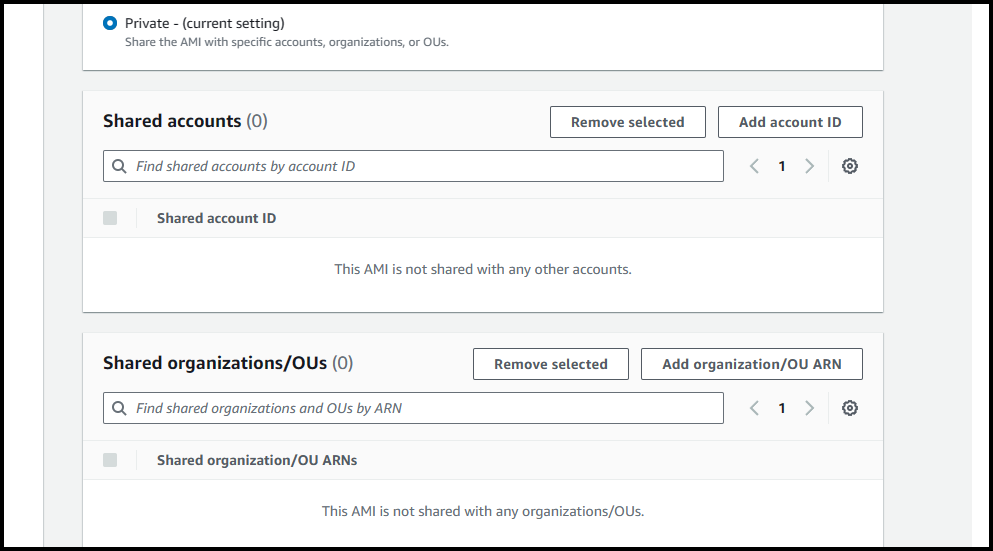 Private - (current setting)
Share the AMI with specific accounts, organizations, or OUs.
Shared accounts (0)
Remove selected
Add account ID
Find shared accounts by account ID
1
Shared account ID
This AMI is not shared with any other accounts.
Shared organizations/OUs (0)
Remove selected
Add organization/OU ARN
Find shared organizations and OUs by ARN
1
Shared organization/OU ARNs
This AMI is not shared with any organizations/OUs.